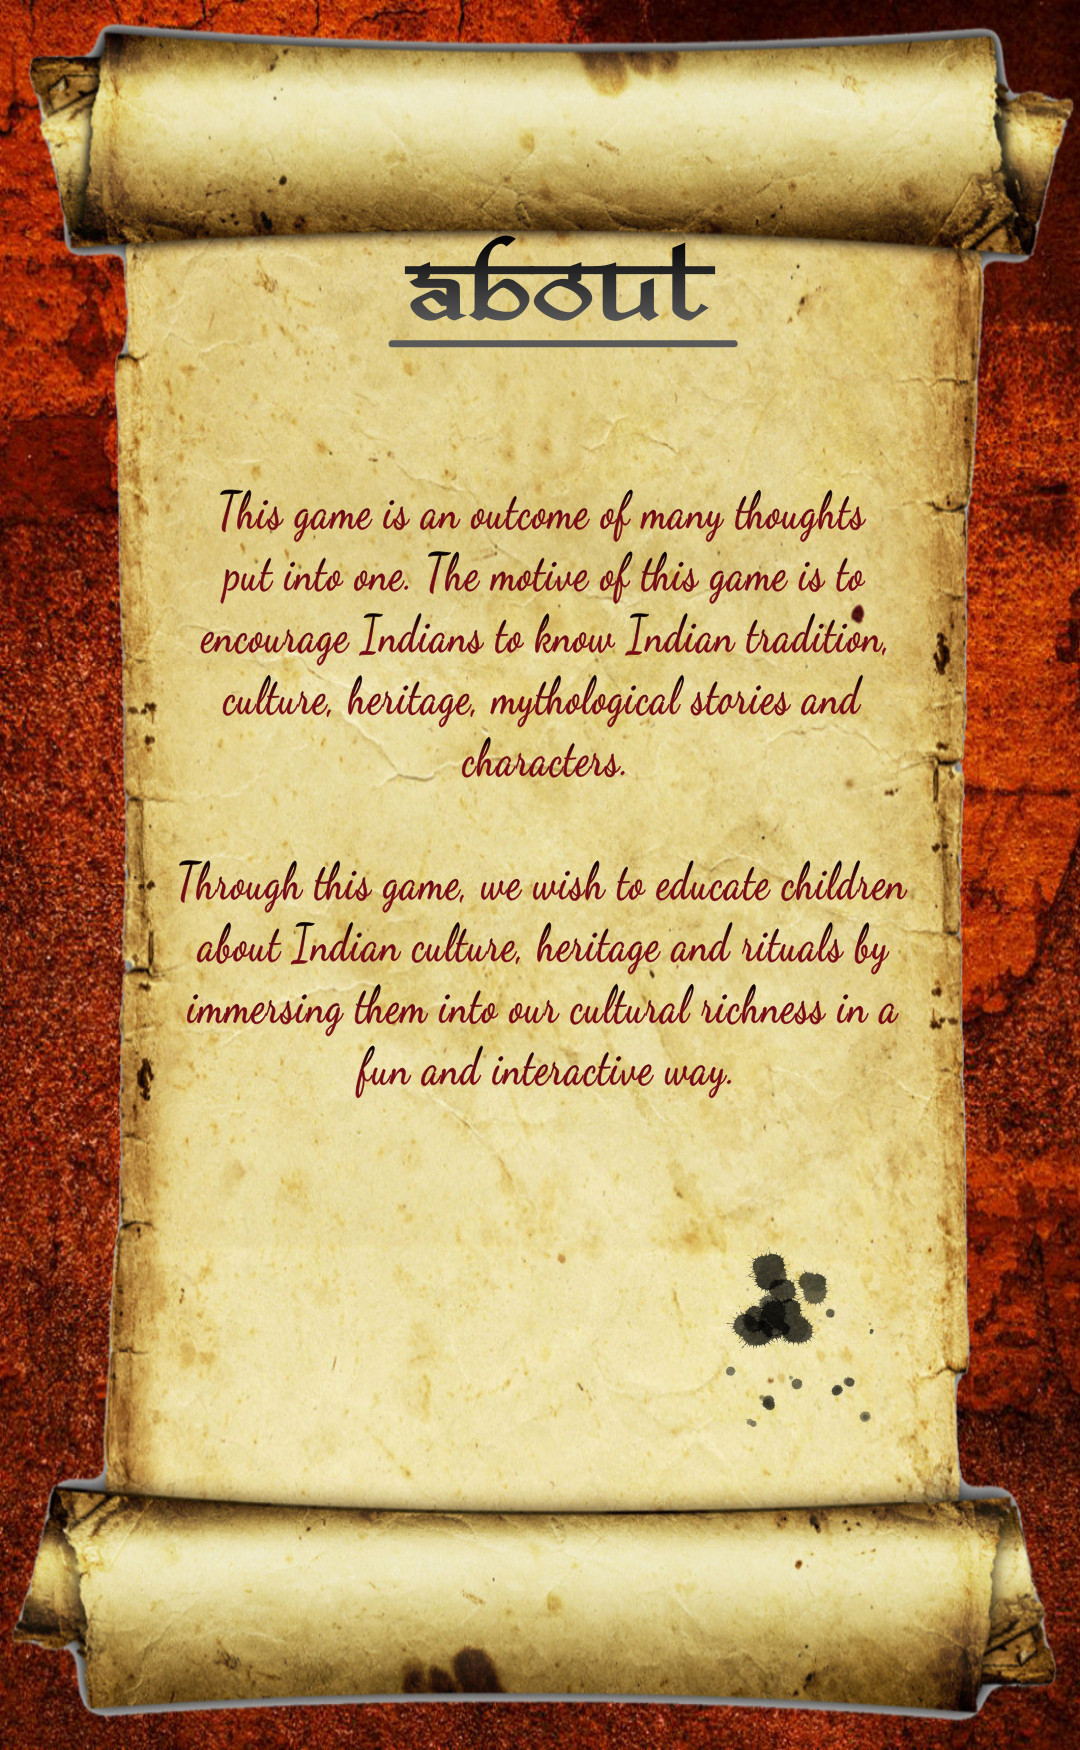 about
This game is an outcome of many thoughts
put into one. The motive of this game is to
encourage Indians to know Indian tradition,
culture, heritage, mythological stories and
characters.
Through this game, we wish to educate children
about Indian culture, heritage and rituals by
immersing them into our cultural richness in a
fun and interactive way.